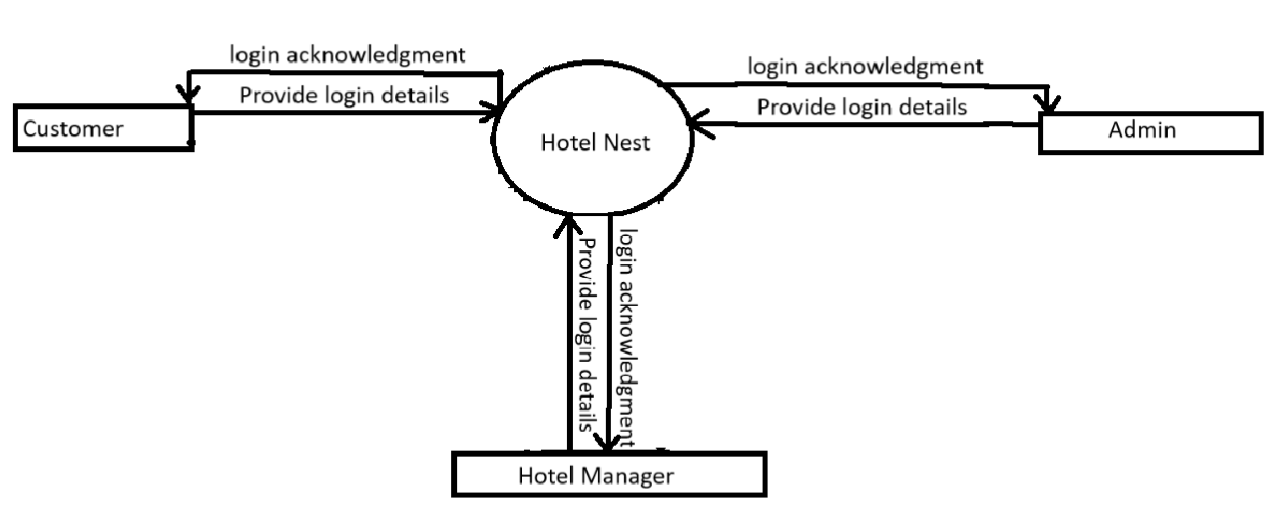 login acknowledgment
login acknowledgment
Provide login details
Provide login details
Customer
Hotel Nest
Admin
Provide login details
login acknowledgment
Hotel Manager